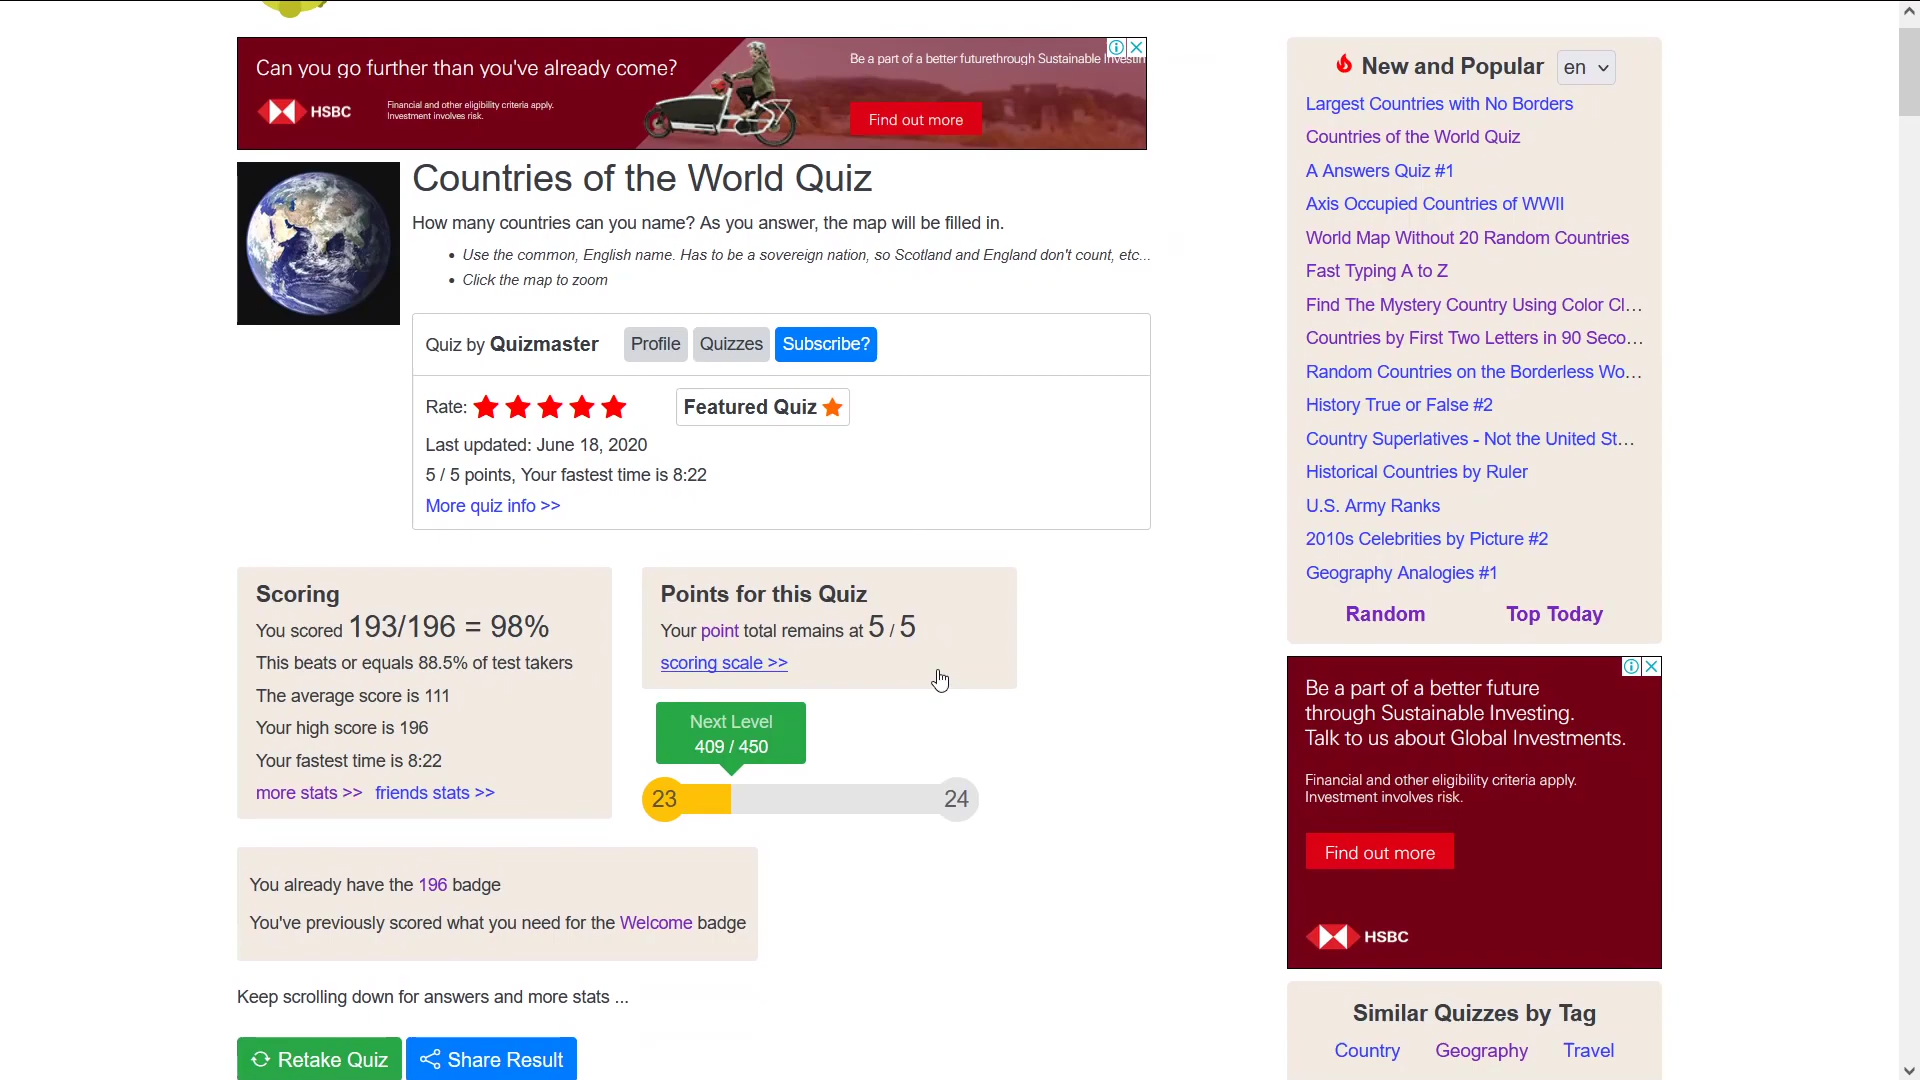 Can you go further than you've already come?
Be a part of a better futurethrough Sustainable Investin
HSBC
Financial and other eligibility criteria apply.
Investment involves risk.
Find out more
Countries of the World Quiz
How many countries can you name? As you answer, the map will be filled in.
• Use the common, English name. Has to be a sovereign nation, so Scotland and England don't count, etc...
• Click the map to zoom
Quiz by Quizmaster Profile Quizzes Subscribe?
Rate: Featured Quiz
Last updated: June 18, 2020
5 / 5 points, Your fastest time is 8:22
More quiz info >>
Scoring
You scored 193/196 = 98%
This beats or equals 88.5% of test takers
The average score is 111
Your high score is 196
Your fastest time is 8:22
more stats >> friends stats >>
Points for this Quiz
Your point total remains at 5 / 5
scoring scale >>
Next Level
409 / 450
23 24
You already have the 196 badge
You've previously scored what you need for the Welcome badge
Keep scrolling down for answers and more stats ...
Retake Quiz Share Result
New and Popular en
Largest Countries with No Borders
Countries of the World Quiz
A Answers Quiz #1
Axis Occupied Countries of WWII
World Map Without 20 Random Countries
Fast Typing A to Z
Find The Mystery Country Using Color Cl...
Countries by First Two Letters in 90 Seco...
Random Countries on the Borderless Wo...
History True or False #2
Country Superlatives - Not the United St...
Historical Countries by Ruler
U.S. Army Ranks
2010s Celebrities by Picture #2
Geography Analogies #1
Random Top Today
Be a part of a better future
through Sustainable Investing.
Talk to us about Global Investments.
Financial and other eligibility criteria apply.
Investment involves risk.
Find out more
HSBC
Similar Quizzes by Tag
Country Geography Travel